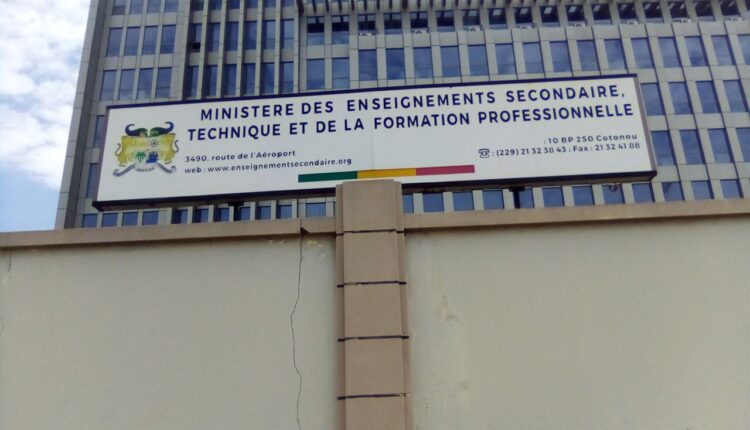 MINISTERE DES ENSEIGNEMENTS SECONDAIRE,
TECHNIQUE ET DE LA FORMATION PROFESSIONNELLE
3490, route de l'Aéroport
web : www.enseignementsecondaire.org
: 10 BP 250 Cotonou
: (229) 21 32 38 43 ; Fax : 21 32 41 88